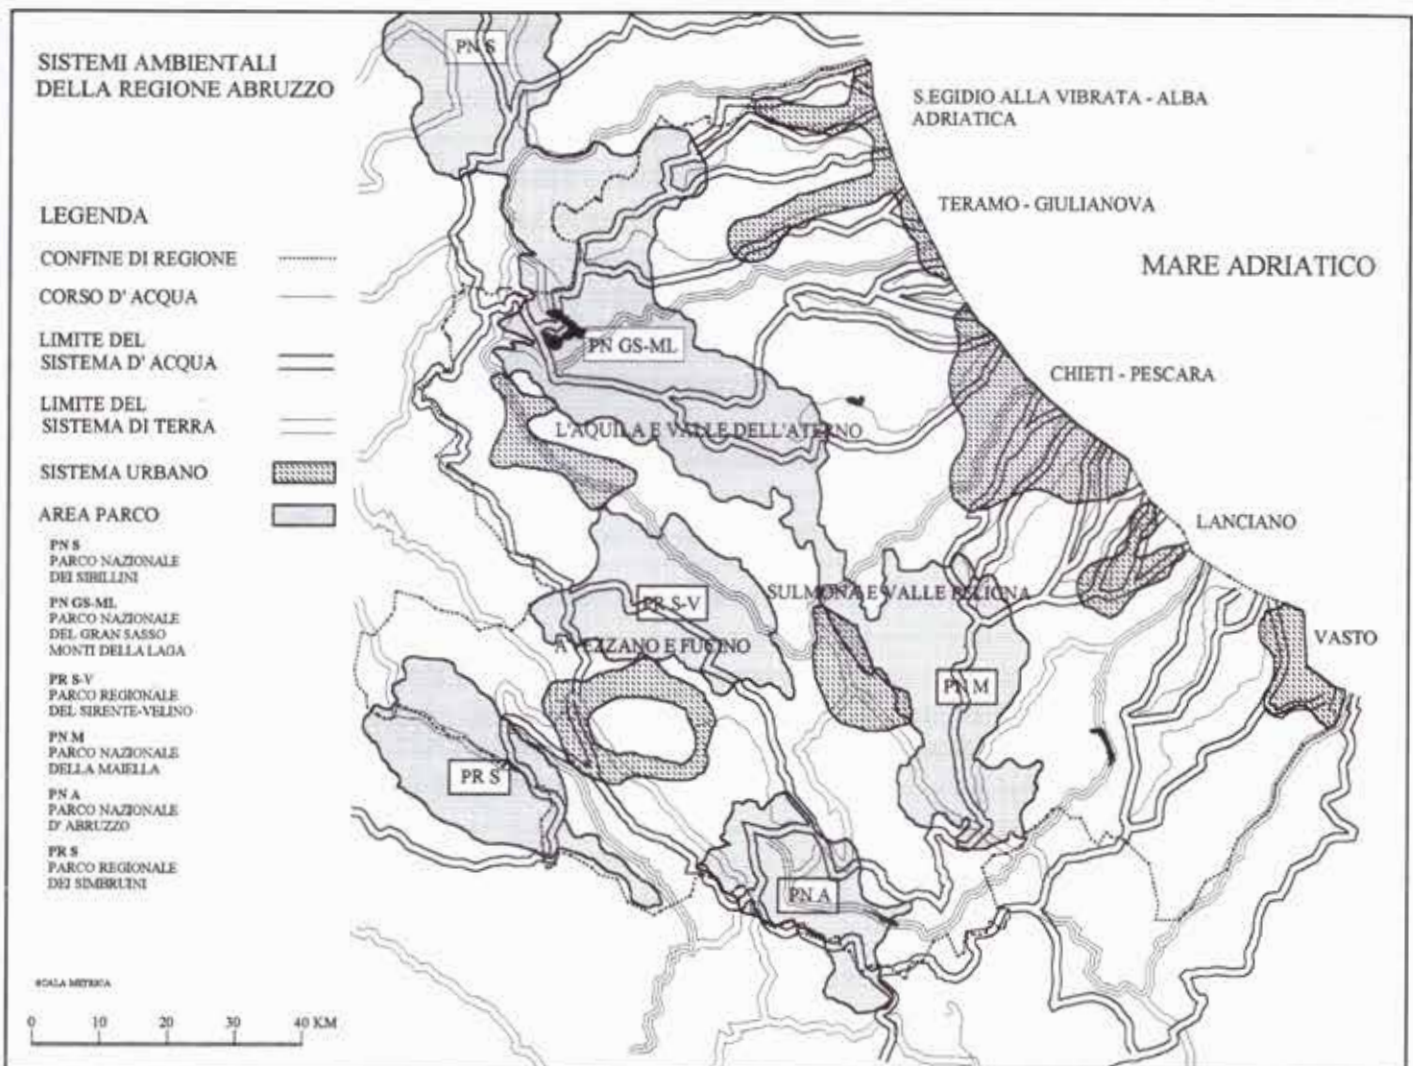 SISTEMI AMBIENTALI
DELLA REGIONE ABRUZZO
LEGENDA
CONFINE DI REGIONE
CORSO D' ACQUA
LIMITE DEL
SISTEMA D' ACQUA
LIMITE DEL
SISTEMA DI TERRA
SISTEMA URBANO
AREA PARCO
PN S
PARCO NAZIONALE
DEI SIBILLINI
PN GS-ML
PARCO NAZIONALE
DEL GRAN SASSO
MONTI DELLA LAGA
PR S-V
PARCO REGIONALE
DEL SIRENTE-VELINO
PN M
PARCO NAZIONALE
DELLA MAIELLA
PN A
PARCO NAZIONALE
D' ABRUZZO
PR S
PARCO REGIONALE
DEI SIMBRUINI
SCALA METRICA
0 10 20 30 40 KM
PN S
S.EGIDIO ALLA VIBRATA - ALBA
ADRIATICA
TERAMO - GIULIANOVA
MARE ADRIATICO
PN GS-ML
CHIETI - PESCARA
L'AQUILA E VALLE DELL'ATERNO
LANCIANO
SULMONA E VALLE PELIGNA
PR S-V
VASTO
AVEZZANO E FUCINO
PN M
PR S
PN A